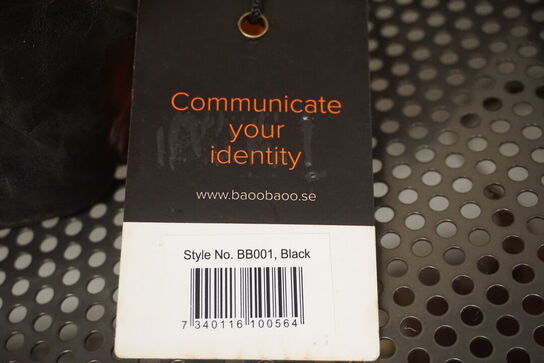 Communicate
your
identity
www.baoobaoo.se
Style No. BB001, Black
7 340116 100564